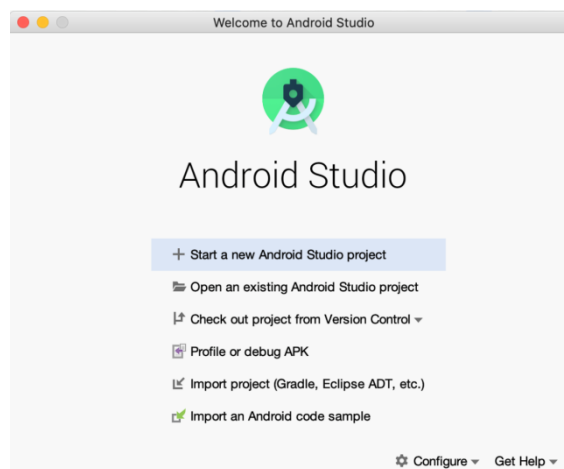 Welcome to Android Studio
Android Studio
Start a new Android Studio project
Open an existing Android Studio project
Check out project from Version Control
Profile or debug APK
Import project (Gradle, Eclipse ADT, etc.)
Import an Android code sample
Configure Get Help